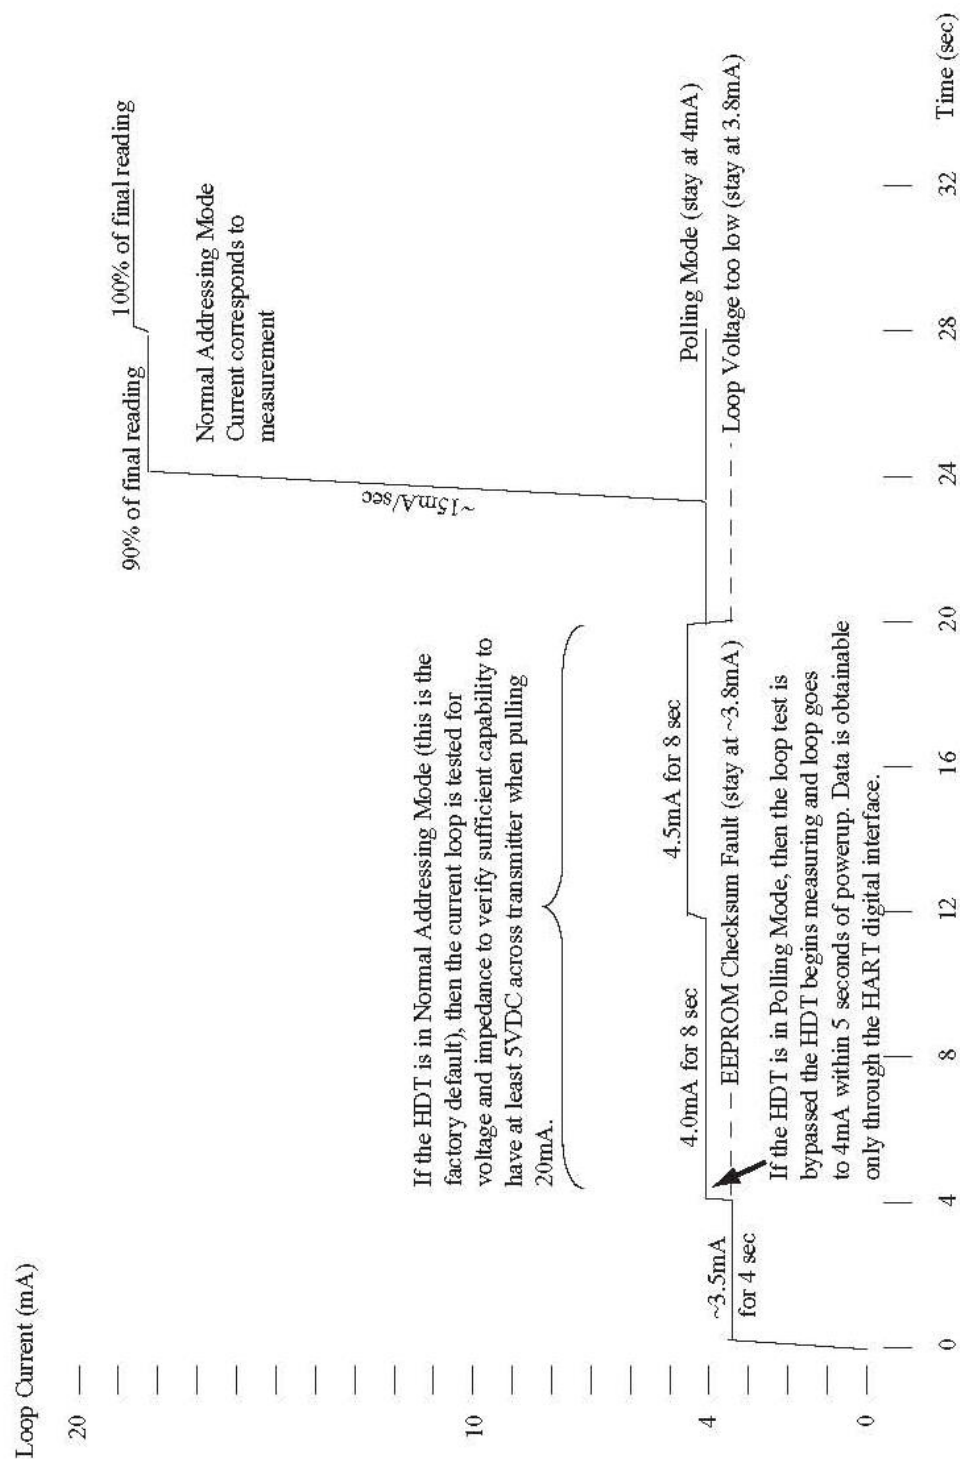 Loop Current (mA)
20
10
4
0
100% of final reading
90% of final reading
Normal Addressing Mode
Current corresponds to
measurement
~15mA/sec
If the HDT is in Normal Addressing Mode (this is the
factory default), then the current loop is tested for
voltage and impedance to verify sufficient capability to
have at least 5VDC across transmitter when pulling
20mA.
~3.5mA
for 4 sec
4.0mA for 8 sec
4.5mA for 8 sec
Polling Mode (stay at 4mA)
Loop Voltage too low (stay at 3.8mA)
EEPROM Checksum Fault (stay at ~3.8mA)
If the HDT is in Polling Mode, then the loop test is
bypassed the HDT begins measuring and loop goes
to 4mA within 5 seconds of powerup. Data is obtainable
only through the HART digital interface.
0
4
8
12
16
20
24
28
32
Time (sec)